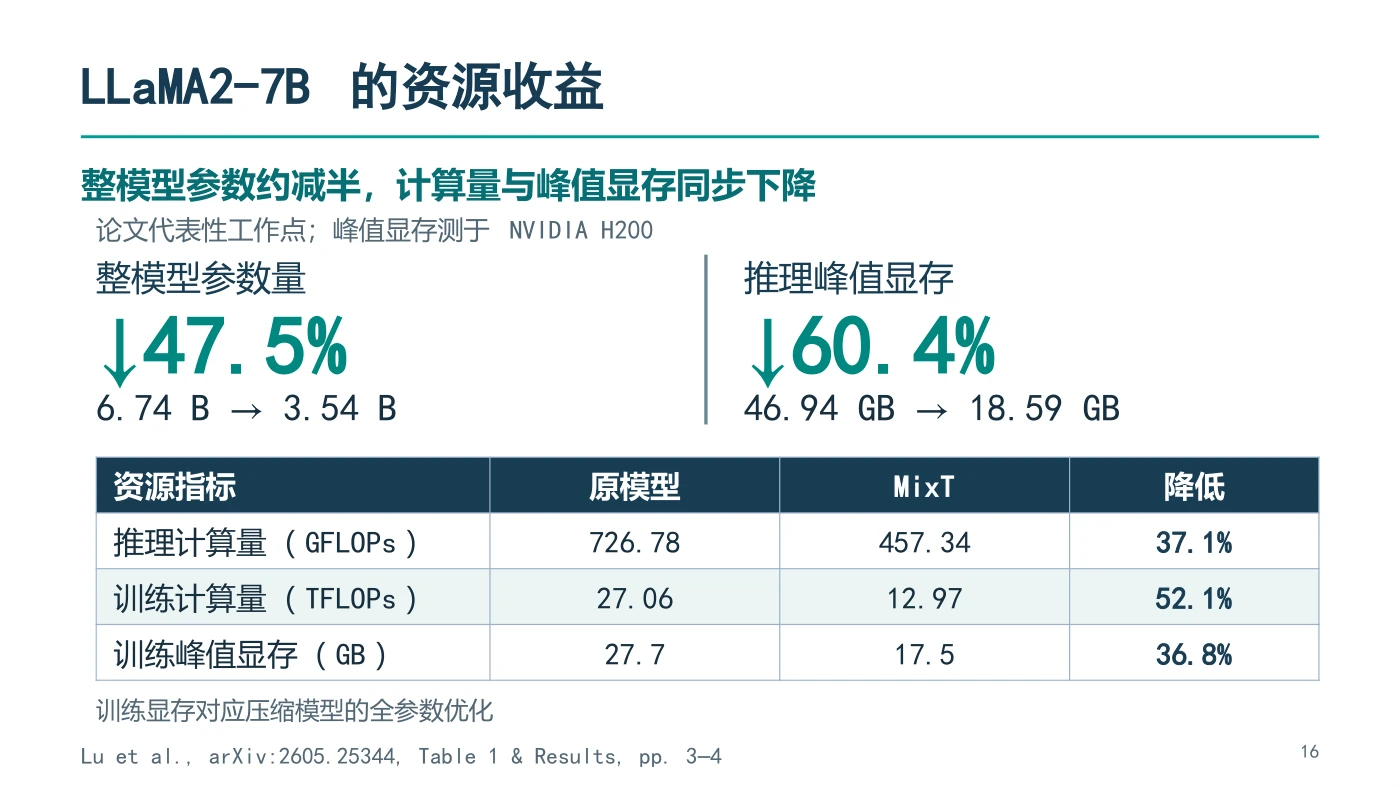 LLaMA2-7B 的资源收益
整模型参数约减半，计算量与峰值显存同步下降
论文代表性工作点；峰值显存测于 NVIDIA H200
整模型参数量
↓47.5%
6.74 B → 3.54 B
推理峰值显存
↓60.4%
46.94 GB → 18.59 GB
资源指标 原模型 MixT 降低
推理计算量（GFLOPs） 726.78 457.34 37.1%
训练计算量（TFLOPs） 27.06 12.97 52.1%
训练峰值显存（GB） 27.7 17.5 36.8%
训练显存对应压缩模型的全参数优化
Lu et al., arXiv:2605.25344, Table 1 & Results, pp. 3–4
16